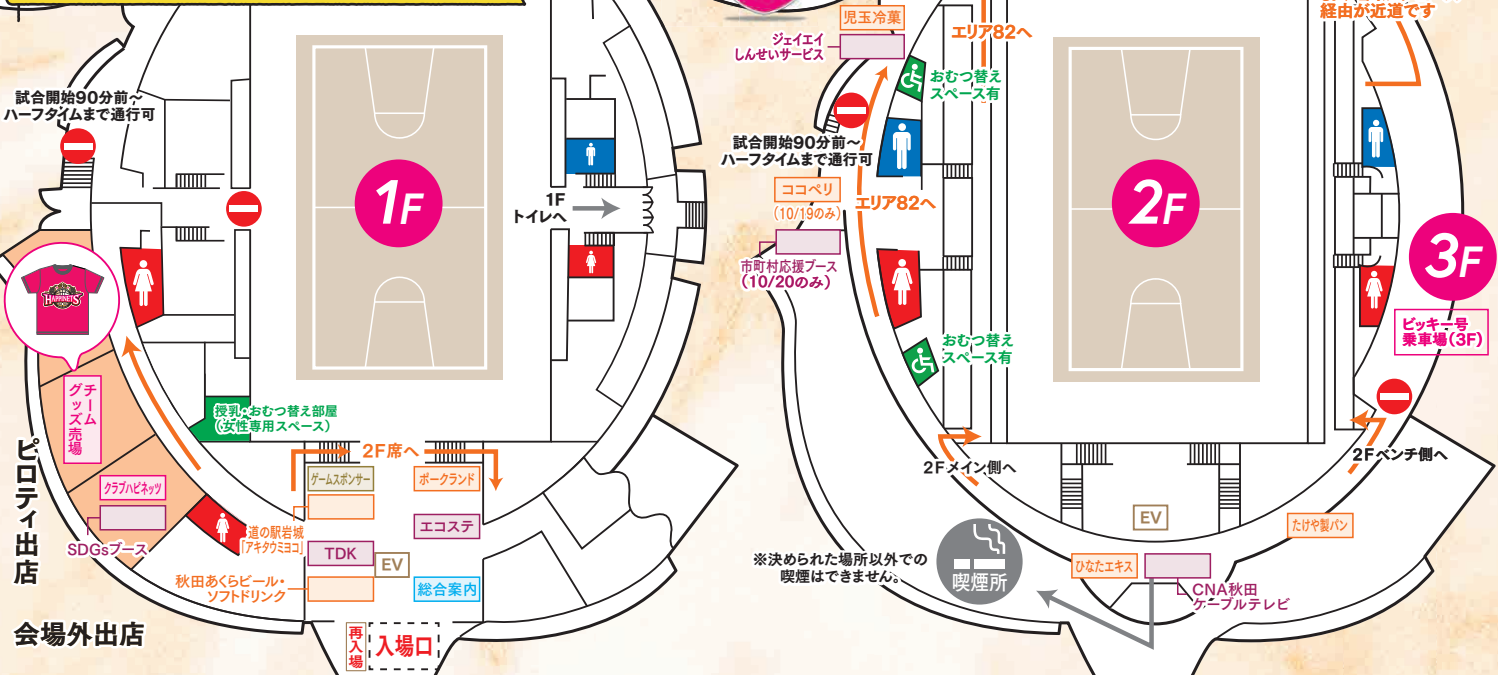 試合開始90分前～
ハーフタイムまで通行可
1F
1F
トイレへ
HAPPINETS
チーム
グッズ売場
授乳・おむつ替え部屋
(女性専用スペース)
2F席へ
ゲームスポンサー
ポークランド
クラブハピネッツ
SDGsブース
道の駅岩城
「アキタウミヨコ」
エコステ
TDK
EV
秋田あくらビール・
ソフトドリンク
総合案内
再入場
入場口
ピロティ出店
会場外出店
児玉冷菓
ジェイエイ
しんせいサービス
エリア82へ
経由が近道です
おむつ替え
スペース有
試合開始90分前～
ハーフタイムまで通行可
ココペリ
(10/19のみ)
エリア82へ
市町村応援ブース
(10/20のみ)
2F
3F
ビッキー号
乗車場(3F)
おむつ替え
スペース有
2Fメイン側へ
2Fベンチ側へ
EV
たけや製パン
※決められた場所以外での
喫煙はできません。
喫煙所
ひなたエキス
CNA秋田
ケーブルテレビ